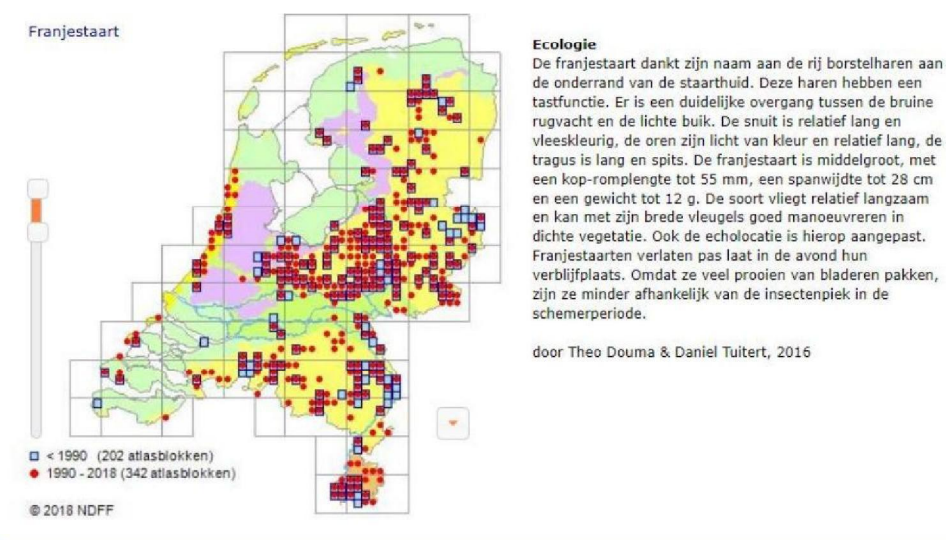 Franjestaart
Ecologie
De franjestaart dankt zijn naam aan de rij borstelharen aan
de onderrand van de staarthuid. Deze haren hebben een
tastfunctie. Er is een duidelijke overgang tussen de bruine
rugvacht en de lichte buik. De snuit is relatief lang en
vleeskleurig, de oren zijn licht van kleur en relatief lang, de
tragus is lang en spits. De franjestaart is middelgroot, met
een kop-romplengte tot 55 mm, een spanwijdte tot 28 cm
en een gewicht tot 12 g. De soort vliegt relatief langzaam
en kan met zijn brede vleugels goed manoeuvreren in
dichte vegetatie. Ook de echolocatie is hierop aangepast.
Franjestaarten verlaten pas laat in de avond hun
verblijfplaats. Omdat ze veel prooien van bladeren pakken,
zijn ze minder afhankelijk van de insectenpiek in de
schemerperiode.
door Theo Douma & Daniel Tuitert, 2016
< 1990 (202 atlasblokken)
1990 - 2018 (342 atlasblokken)
© 2018 NDFF